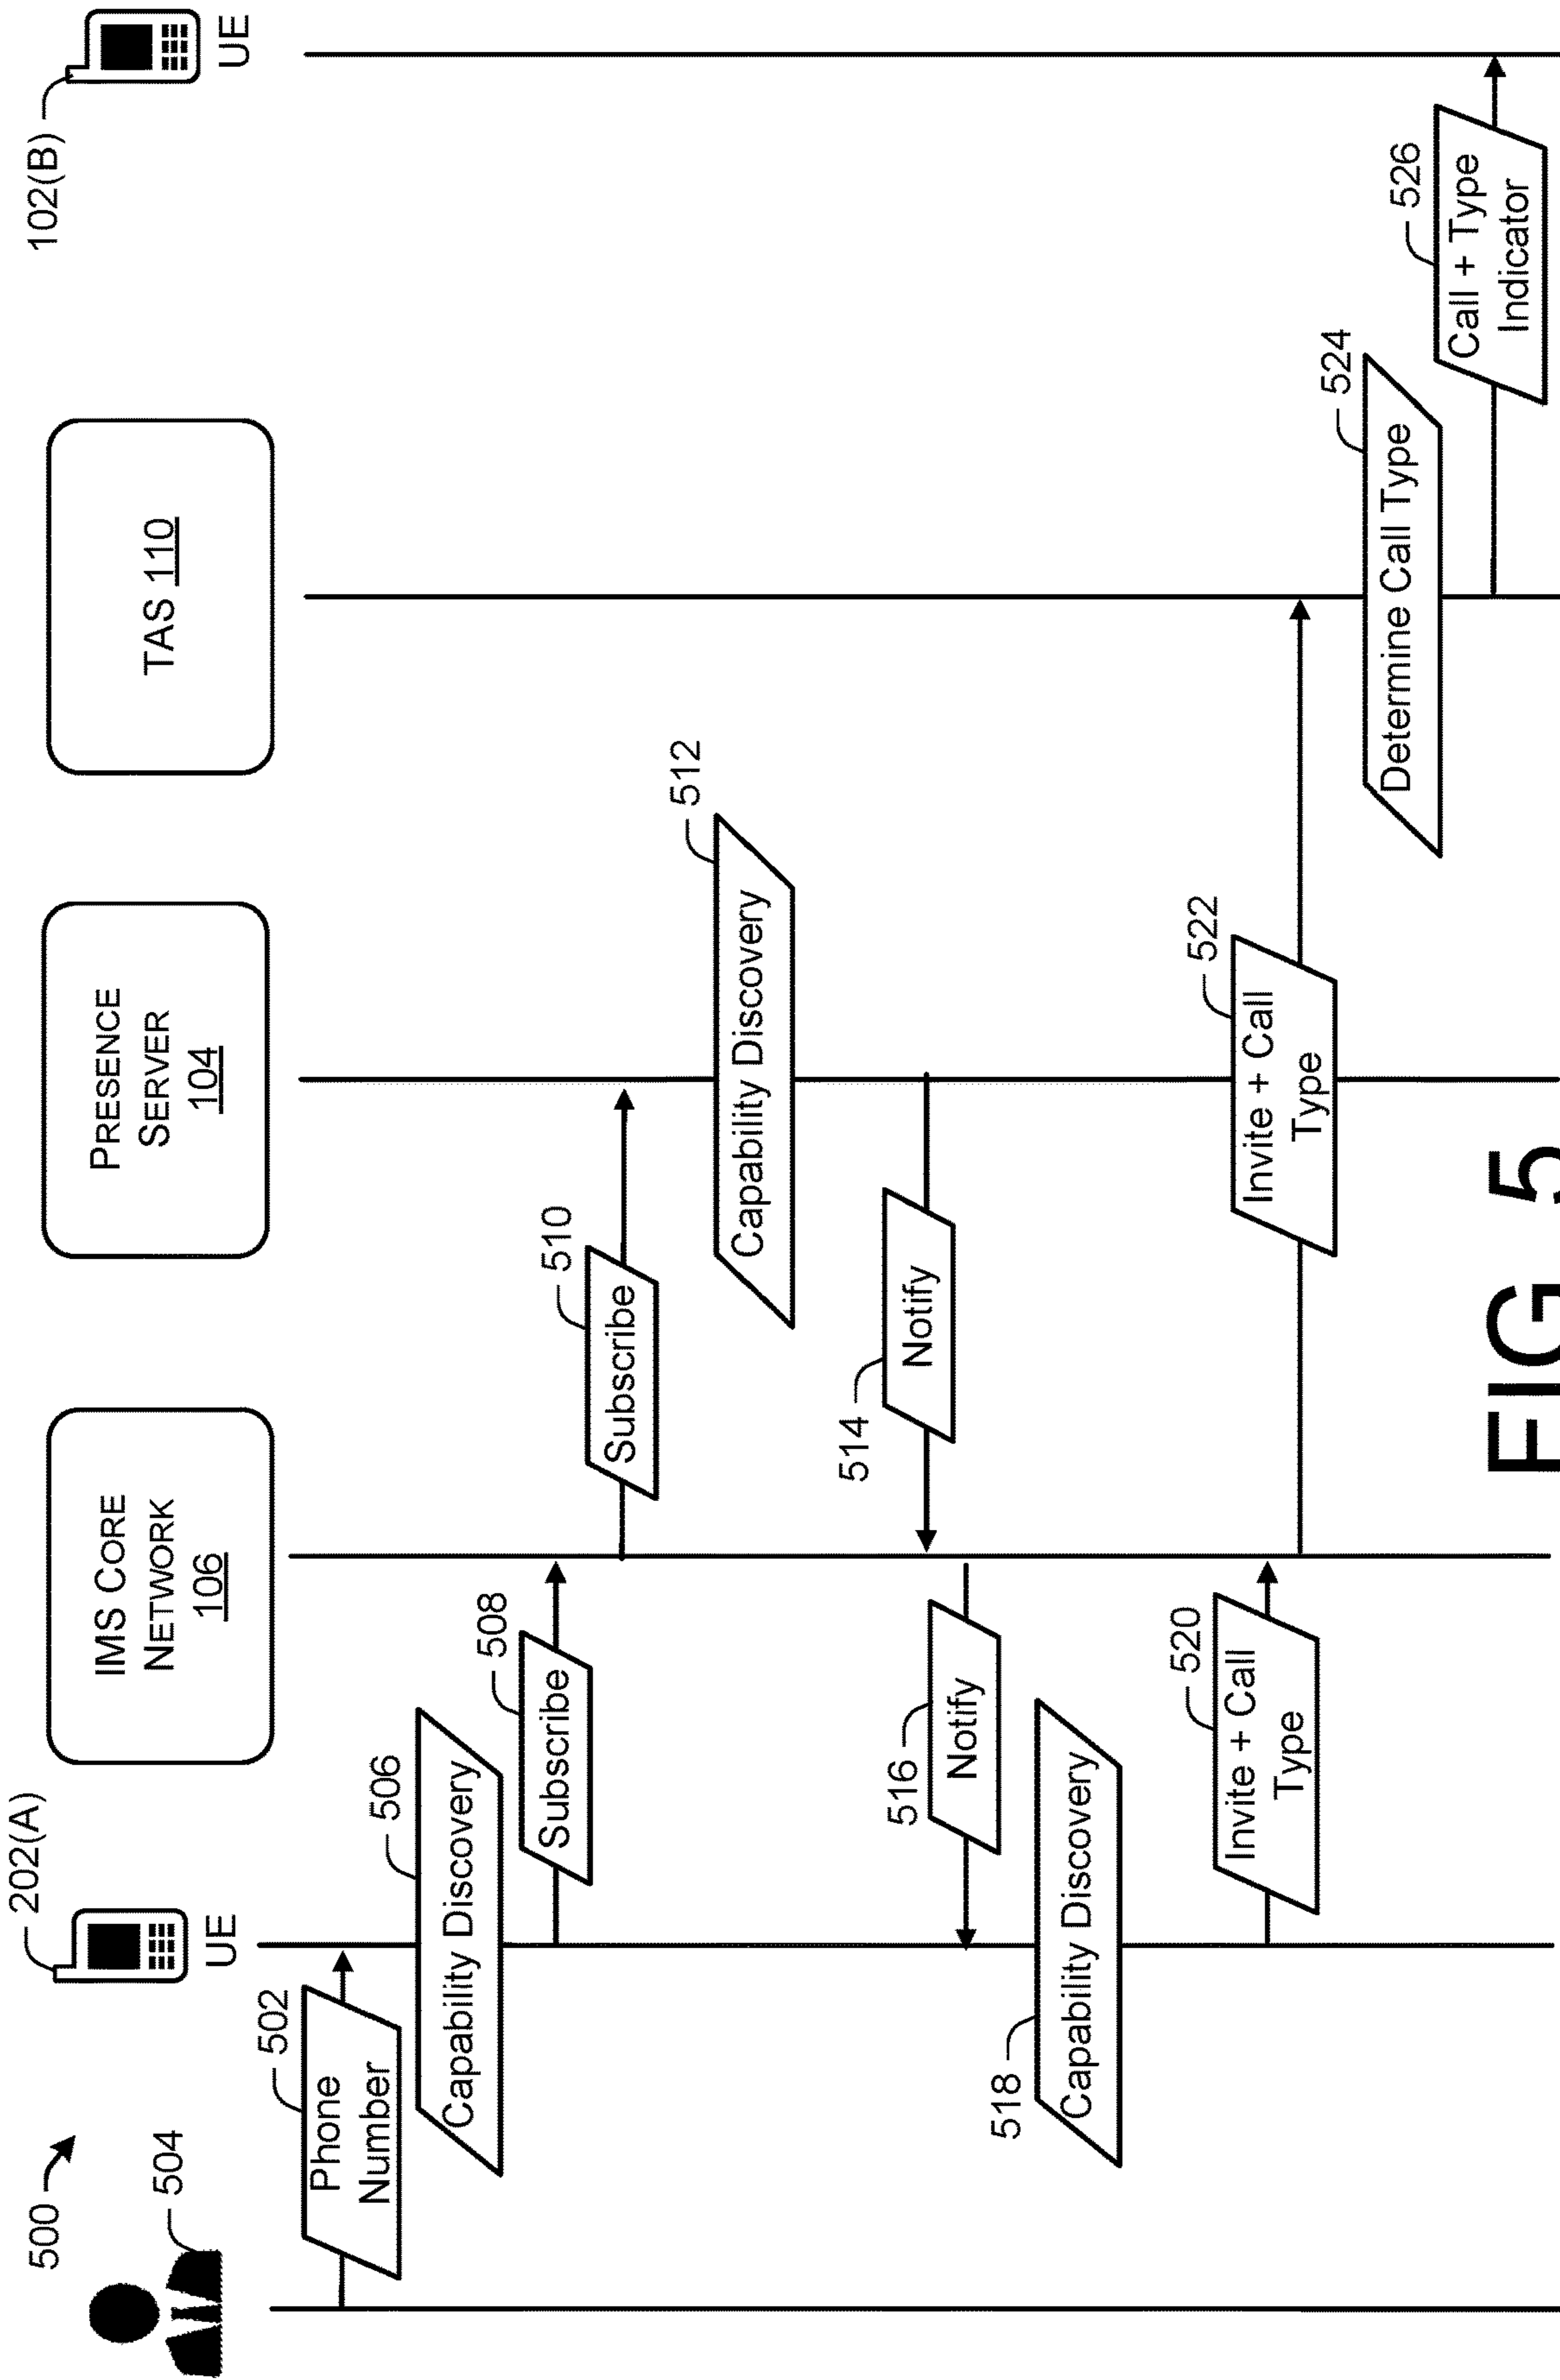 500
504
202(A)
UE
IMS CORE
NETWORK
106
PRESENCE
SERVER
104
TAS 110
102(B)
UE
502
Phone
Number
506
Capability Discovery
508
Subscribe
510
Subscribe
512
Capability Discovery
514
Notify
516
Notify
518
Capability Discovery
520
Invite + Call
Type
522
Invite + Call
Type
524
Determine Call Type
526
Call + Type
Indicator
FIG. 5